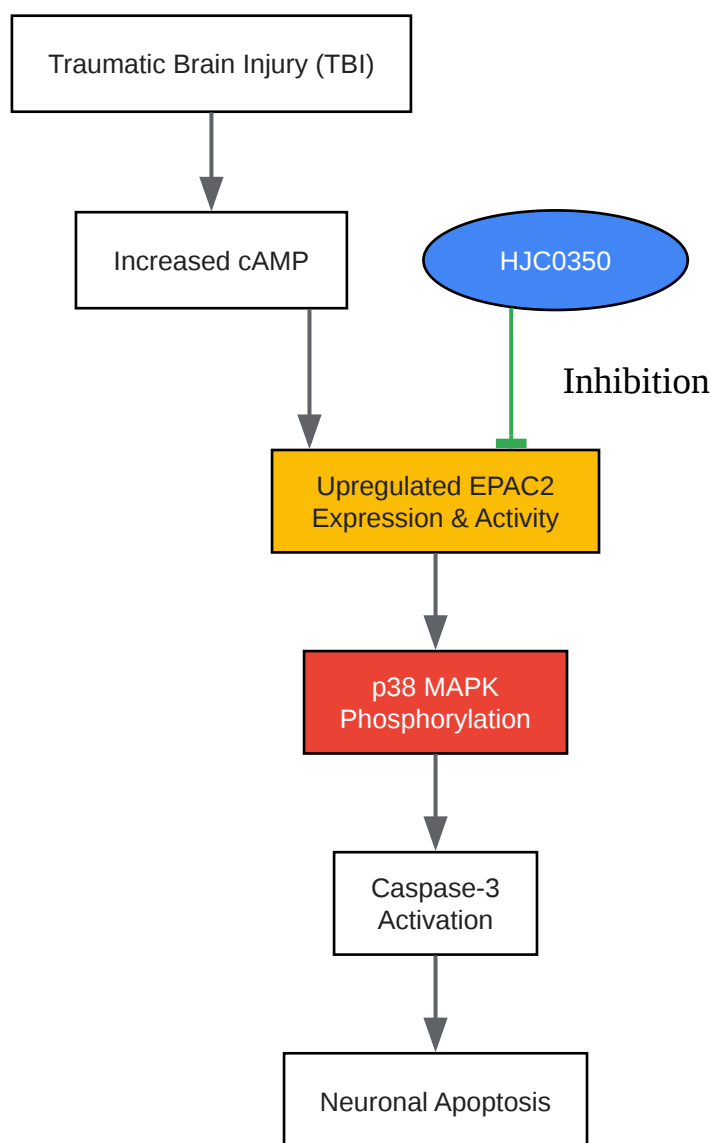 Traumatic Brain Injury (TBI)
Increased cAMP
HJC0350
Inhibition
Upregulated EPAC2
Expression & Activity
p38 MAPK
Phosphorylation
Caspase-3
Activation
Neuronal Apoptosis